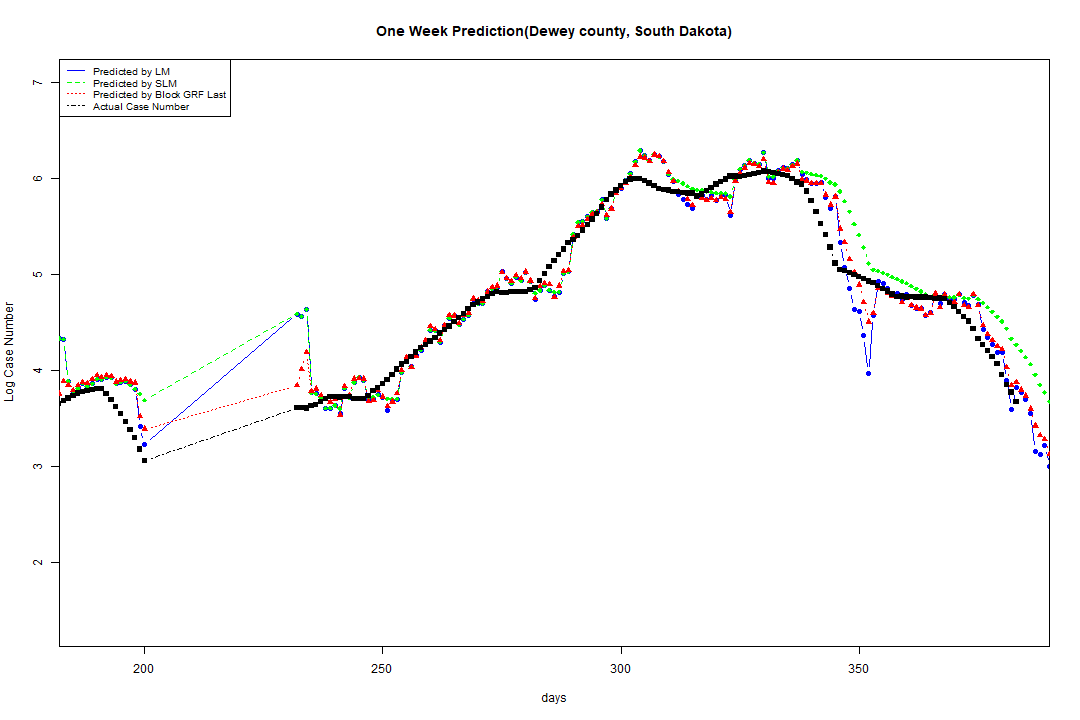 One Week Prediction(Dewey county, South Dakota)
Predicted by LM
Predicted by SLM
Predicted by Block GRF Last
Actual Case Number
7
6
5
4
3
2
Log Case Number
200 250 300 350
days